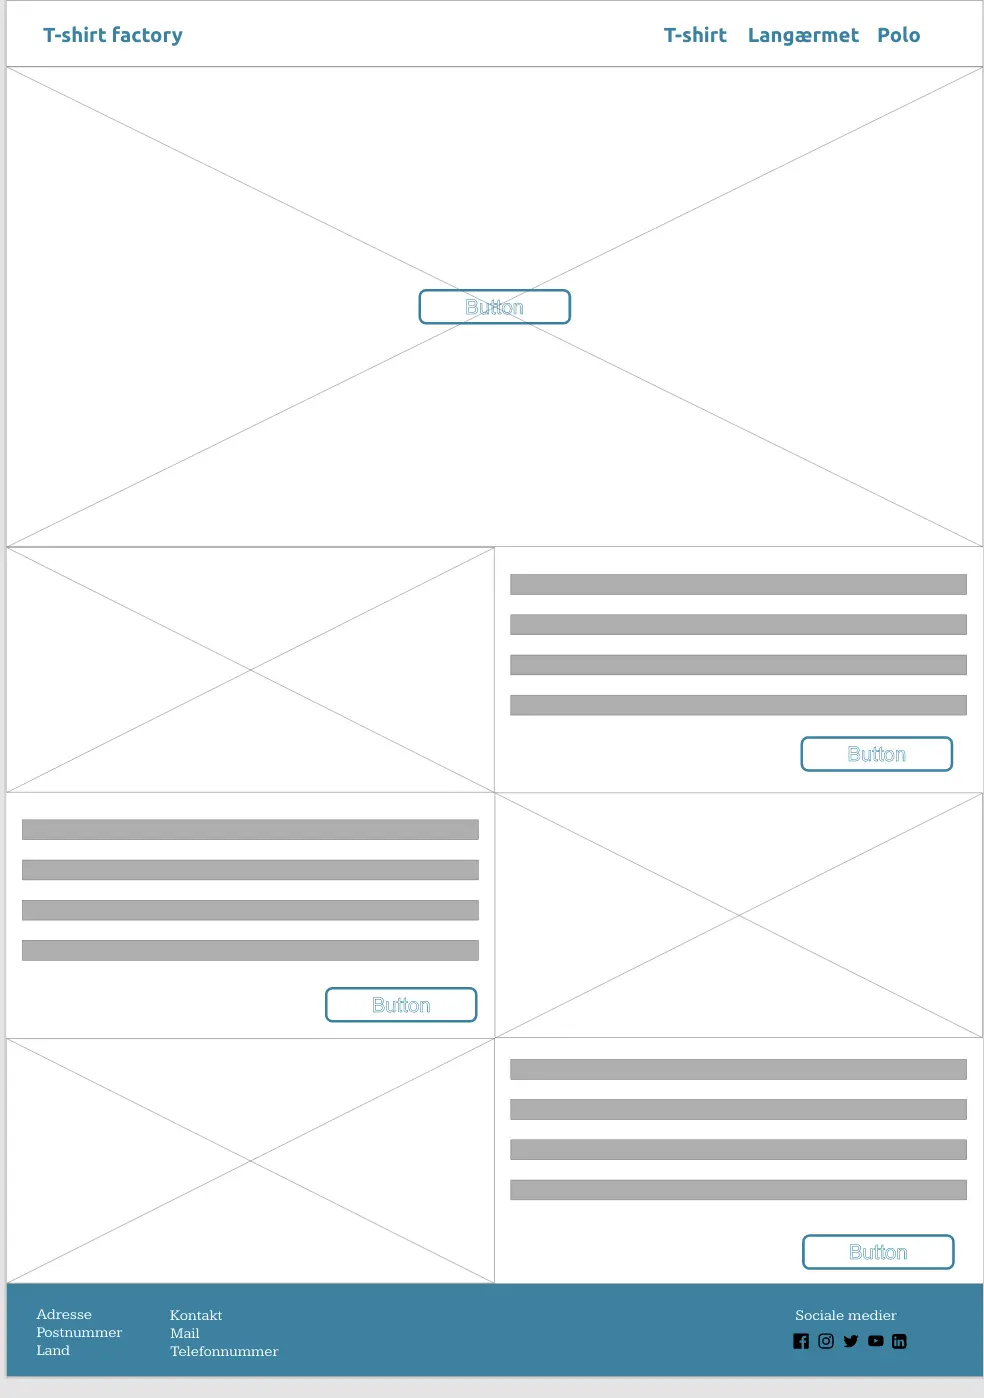 T-shirt factory
T-shirt Langærmet Polo
Button
Button
Button
Button
Adresse
Postnummer
Land
Kontakt
Mail
Telefonnummer
Sociale medier